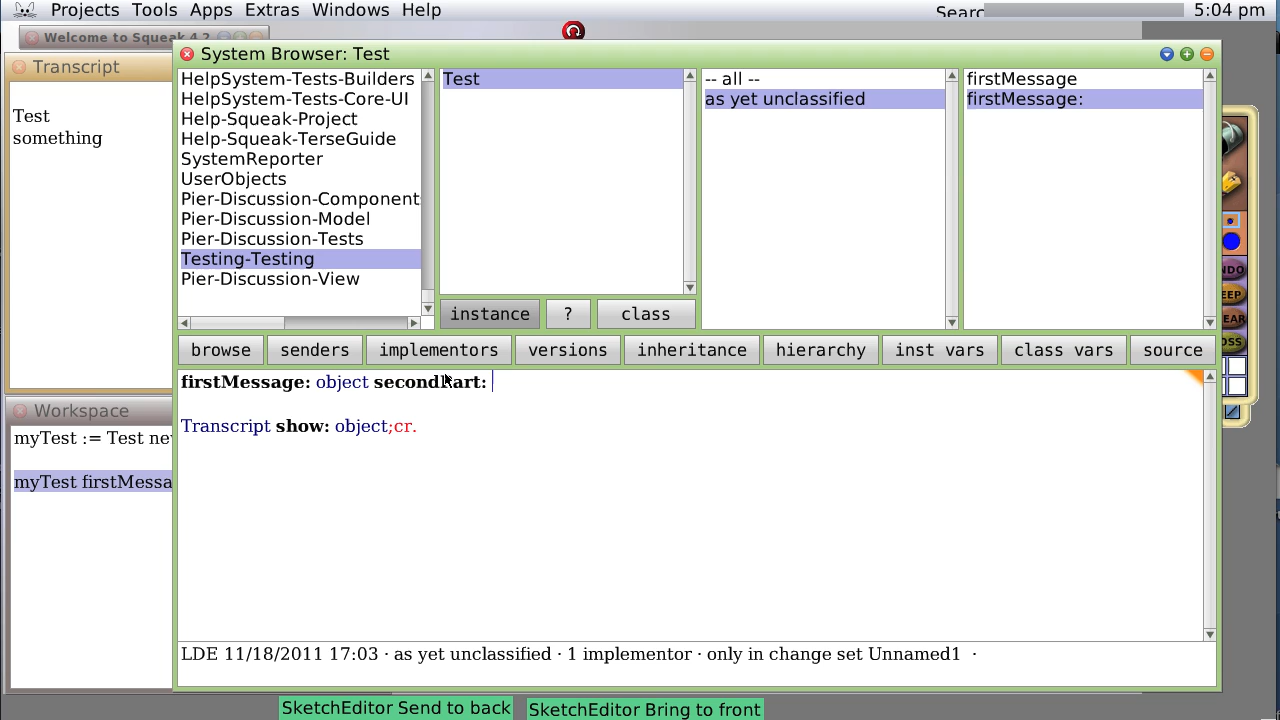 Projects Tools Apps Extras Windows Help
Searc
5:04 pm
Welcome to Squeak 4.2
System Browser: Test
Transcript
Test
something
HelpSystem-Tests-Builders
HelpSystem-Tests-Core-UI
Help-Squeak-Project
Help-Squeak-TerseGuide
SystemReporter
UserObjects
Pier-Discussion-Component
Pier-Discussion-Model
Pier-Discussion-Tests
Testing-Testing
Pier-Discussion-View
Test
instance ? class
-- all --
as yet unclassified
firstMessage
firstMessage:
browse senders implementors versions inheritance hierarchy inst vars class vars source
firstMessage: object secondPart:
Transcript show: object;cr.
LDE 11/18/2011 17:03 · as yet unclassified · 1 implementor · only in change set Unnamed1 ·
Workspace
myTest := Test ne
myTest firstMessa
NDO
EEP
EAR
OSS
SketchEditor Send to back
SketchEditor Bring to front